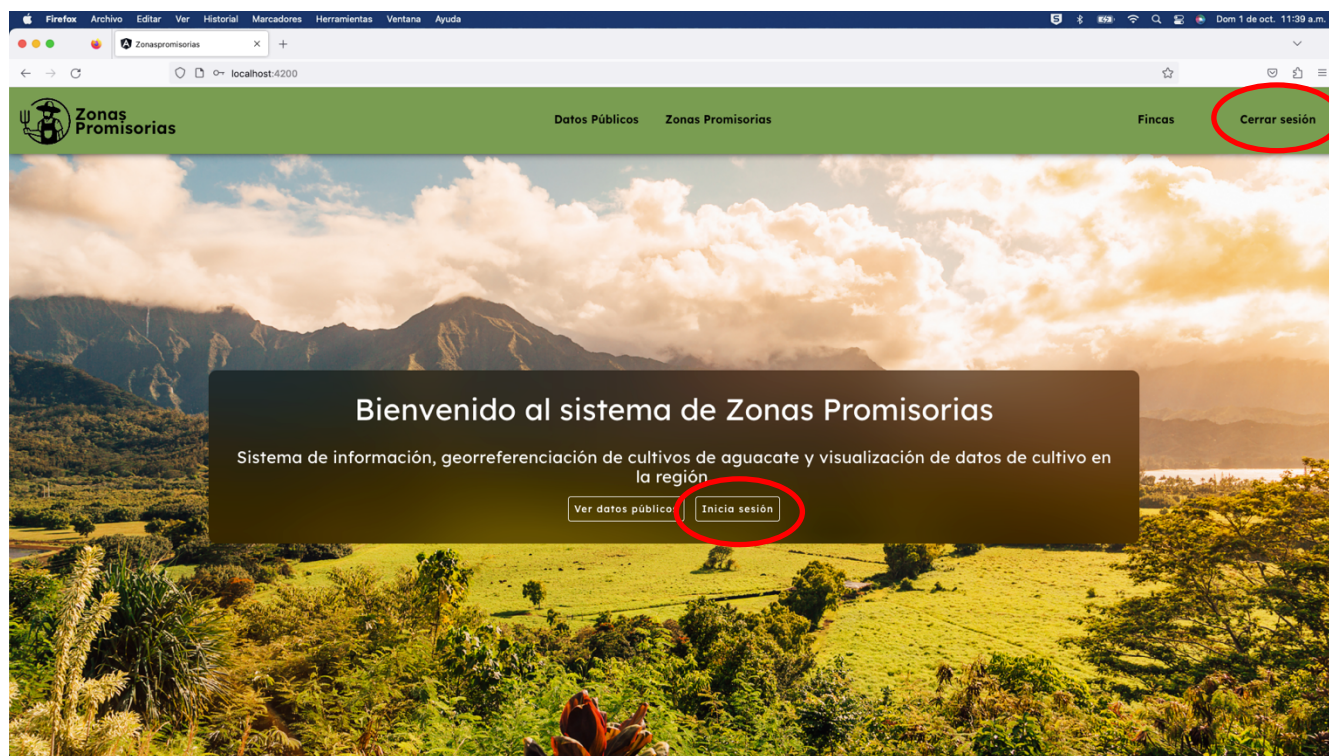 Firefox Archivo Editar Ver Historial Marcadores Herramientas Ventana Ayuda
Dom 1 de oct. 11:39 a.m.
Zonaspromisorias
localhost:4200
Zonas
Promisorias
Datos Públicos Zonas Promisorias
Fincas Cerrar sesión
Bienvenido al sistema de Zonas Promisorias
Sistema de información, georreferenciación de cultivos de aguacate y visualización de datos de cultivo en
la región
Ver datos públicos Inicia sesión